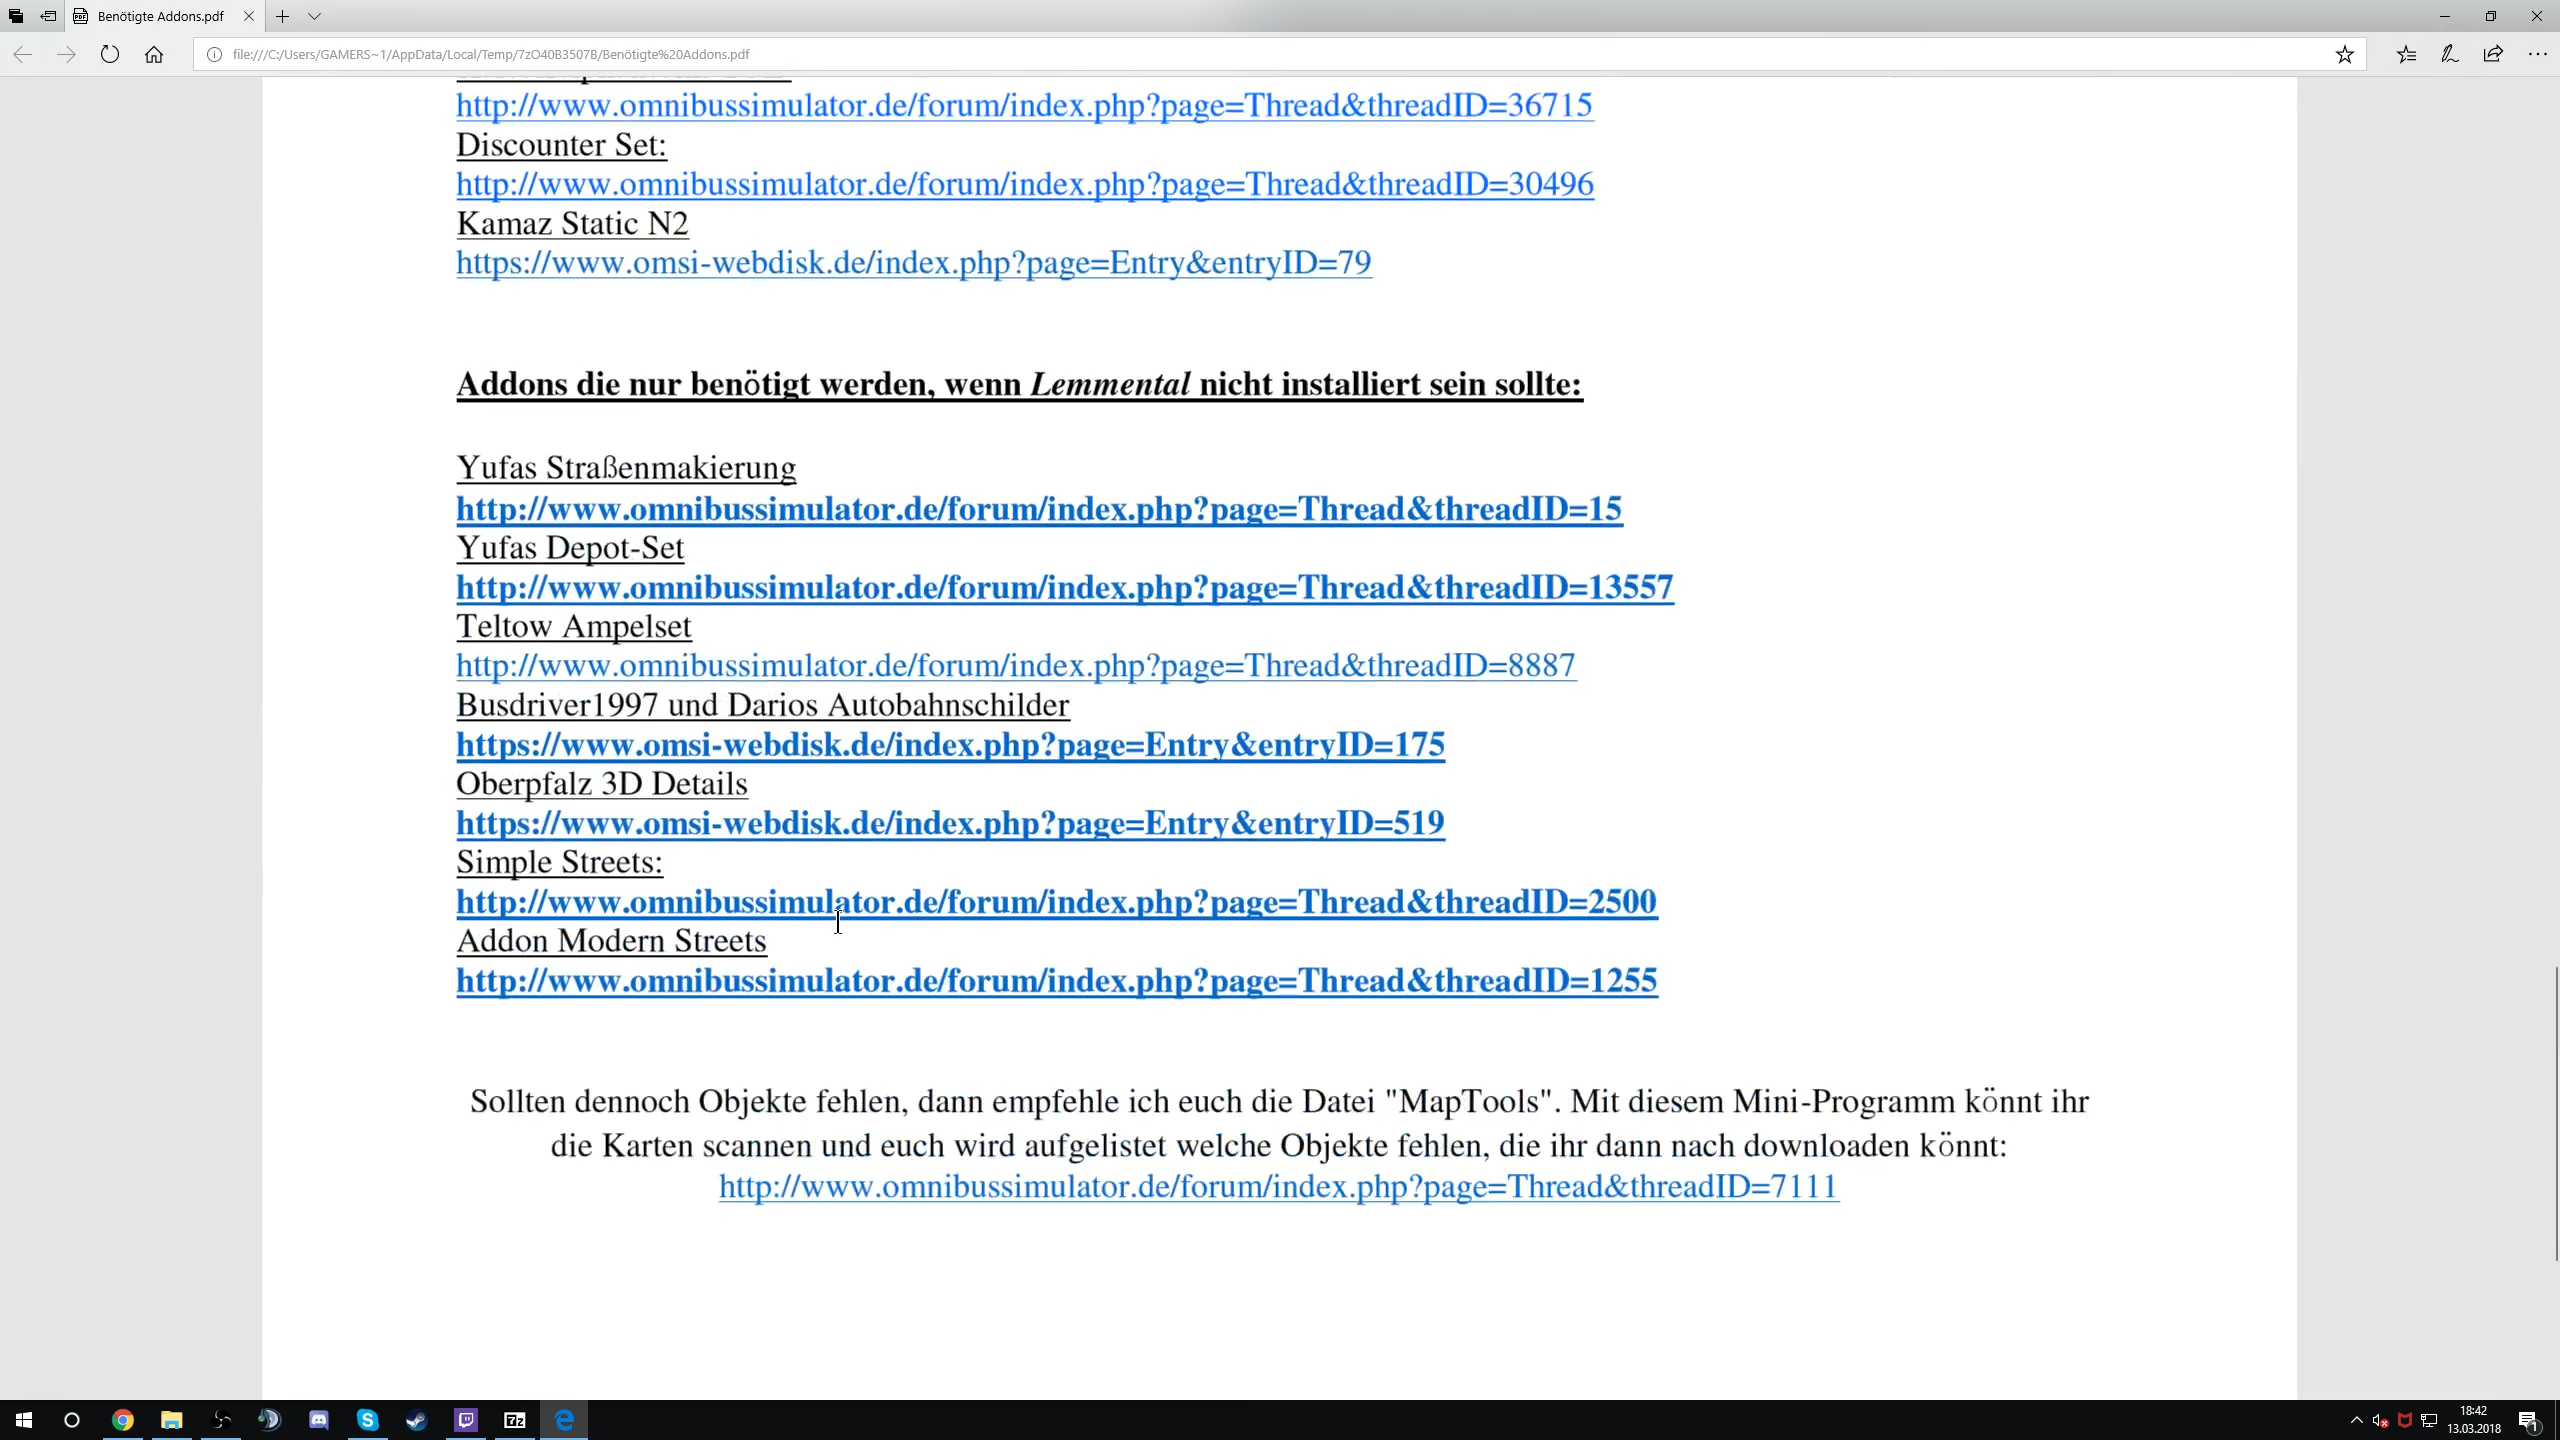 Benötigte Addons.pdf
file:///C:/Users/GAMERS~1/AppData/Local/Temp/7zO40B3507B/Benötigte%20Addons.pdf
http://www.omnibussimulator.de/forum/index.php?page=Thread&threadID=36715
Discounter Set:
http://www.omnibussimulator.de/forum/index.php?page=Thread&threadID=30496
Kamaz Static N2
https://www.omsi-webdisk.de/index.php?page=Entry&entryID=79
Addons die nur benötigt werden, wenn Lemmental nicht installiert sein sollte:
Yufas Straßenmakierung
http://www.omnibussimulator.de/forum/index.php?page=Thread&threadID=15
Yufas Depot-Set
http://www.omnibussimulator.de/forum/index.php?page=Thread&threadID=13557
Teltow Ampelset
http://www.omnibussimulator.de/forum/index.php?page=Thread&threadID=8887
Busdriver1997 und Darios Autobahnschilder
https://www.omsi-webdisk.de/index.php?page=Entry&entryID=175
Oberpfalz 3D Details
https://www.omsi-webdisk.de/index.php?page=Entry&entryID=519
Simple Streets:
http://www.omnibussimulator.de/forum/index.php?page=Thread&threadID=2500
Addon Modern Streets
http://www.omnibussimulator.de/forum/index.php?page=Thread&threadID=1255
Sollten dennoch Objekte fehlen, dann empfehle ich euch die Datei "MapTools". Mit diesem Mini-Programm könnt ihr
die Karten scannen und euch wird aufgelistet welche Objekte fehlen, die ihr dann nach downloaden könnt:
http://www.omnibussimulator.de/forum/index.php?page=Thread&threadID=7111
7z
18:42
13.03.2018
1